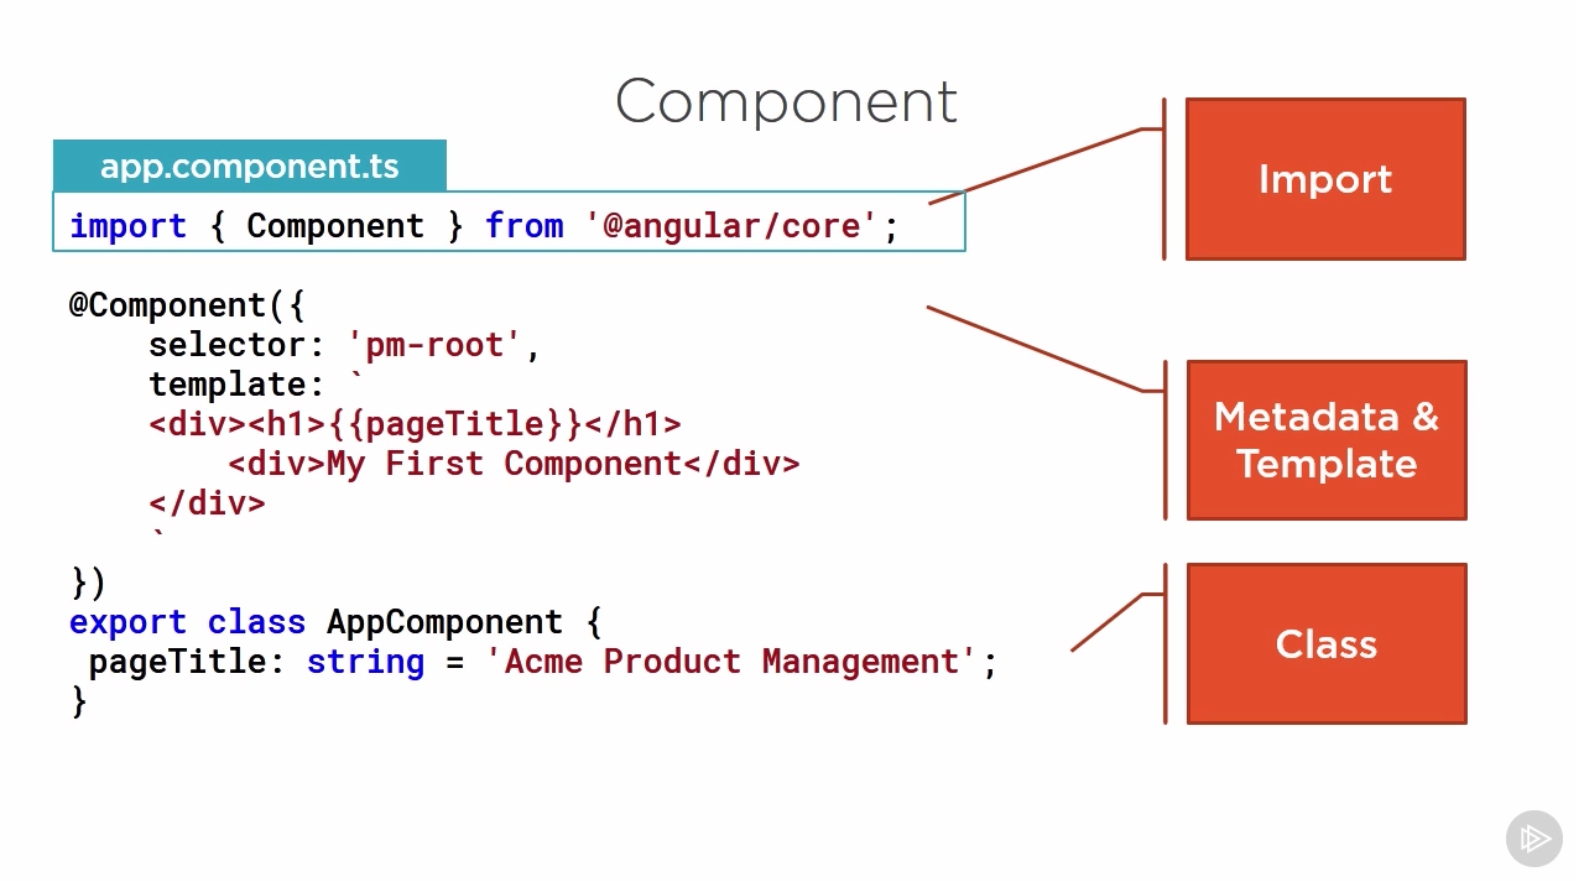 Component
app.component.ts
import { Component } from '@angular/core';
@Component({
    selector: 'pm-root',
    template: `
    <div><h1>{{pageTitle}}</h1>
        <div>My First Component</div>
    </div>
    `
})
export class AppComponent {
 pageTitle: string = 'Acme Product Management';
}
Import
Metadata &
Template
Class